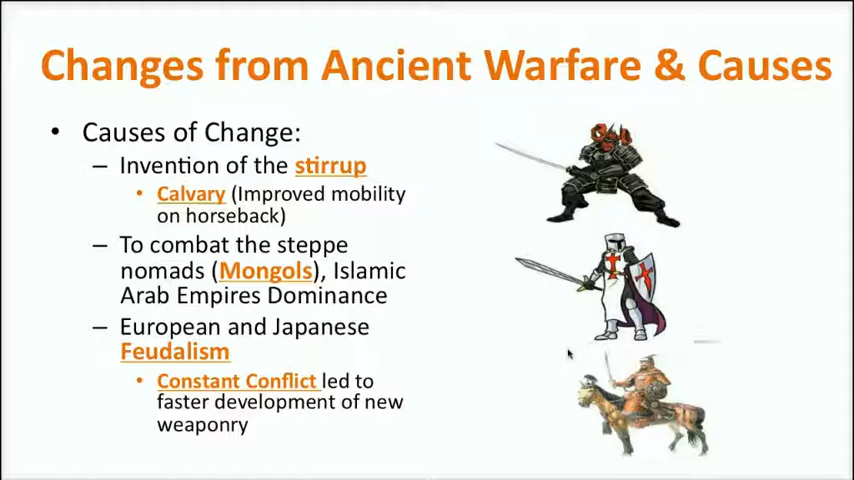 Changes from Ancient Warfare & Causes
• Causes of Change:
– Invention of the stirrup
• Calvary (Improved mobility
on horseback)
– To combat the steppe
nomads (Mongols), Islamic
Arab Empires Dominance
– European and Japanese
Feudalism
• Constant Conflict led to
faster development of new
weaponry